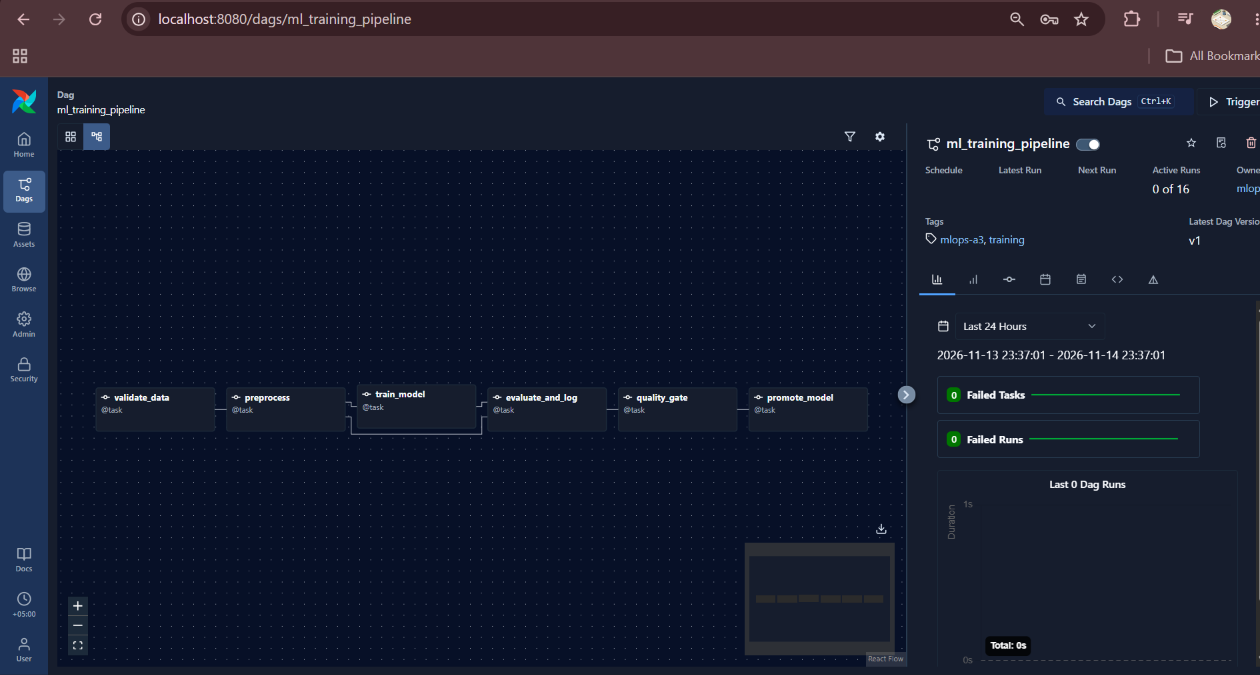 localhost:8080/dags/ml_training_pipeline
All Bookmark
Dag
ml_training_pipeline
Search Dags Ctrl+K
Trigger
Home
Dags
Assets
Browse
Admin
Security
Docs
+05:00
User
validate_data
@task
preprocess
@task
train_model
@task
evaluate_and_log
@task
quality_gate
@task
promote_model
@task
React Flow
ml_training_pipeline
Schedule Latest Run Next Run Active Runs Owne
0 of 16 mlop
Tags Latest Dag Versio
mlops-a3, training v1
Last 24 Hours
2026-11-13 23:37:01 - 2026-11-14 23:37:01
0 Failed Tasks
0 Failed Runs
Last 0 Dag Runs
1s
Duration
Total: 0s
0s